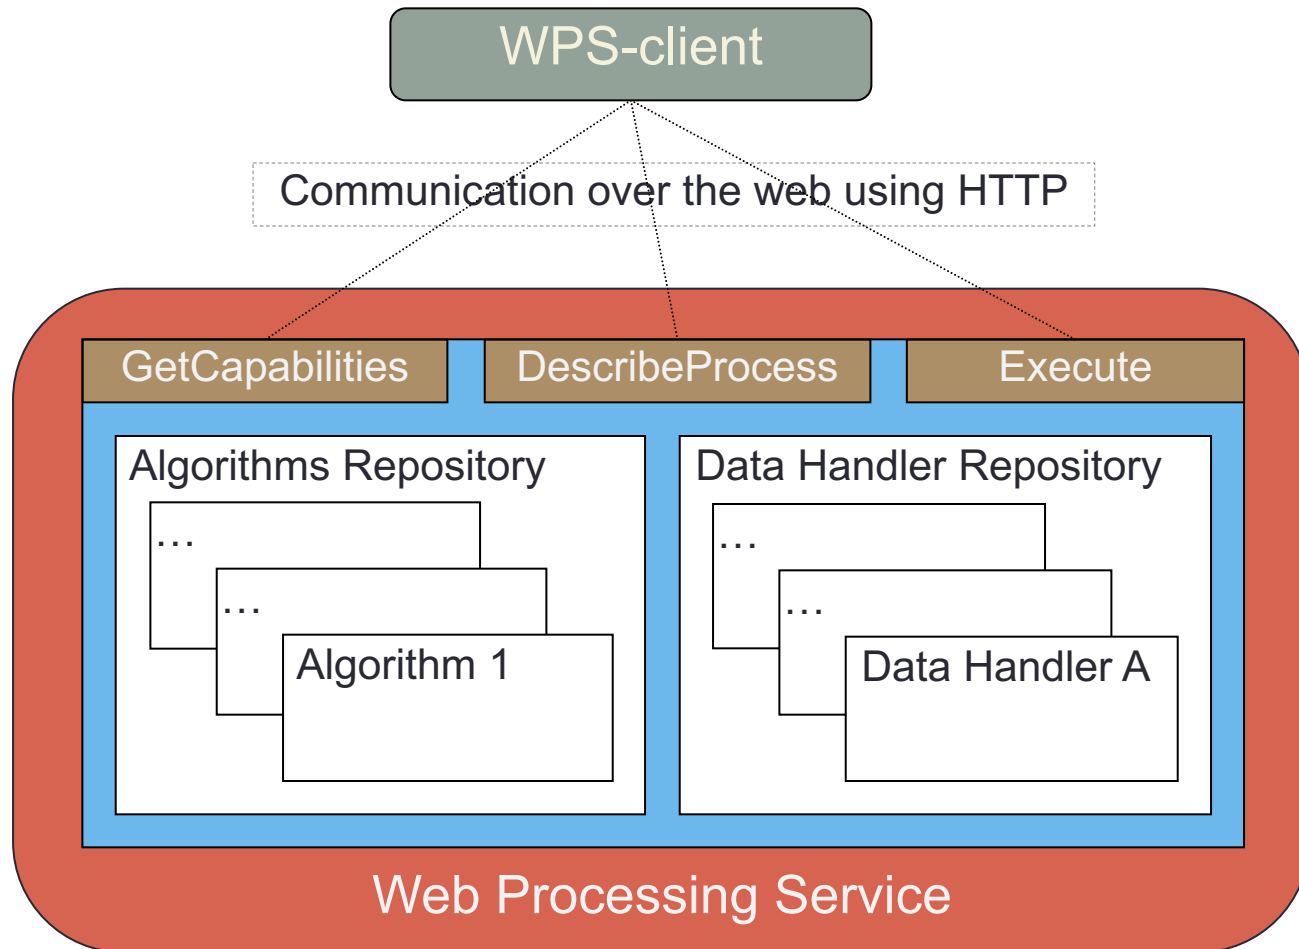 WPS-client
Communication over the web using HTTP
GetCapabilities
DescribeProcess
Execute
Algorithms Repository
...
...
Algorithm 1
Data Handler Repository
...
...
Data Handler A
Web Processing Service